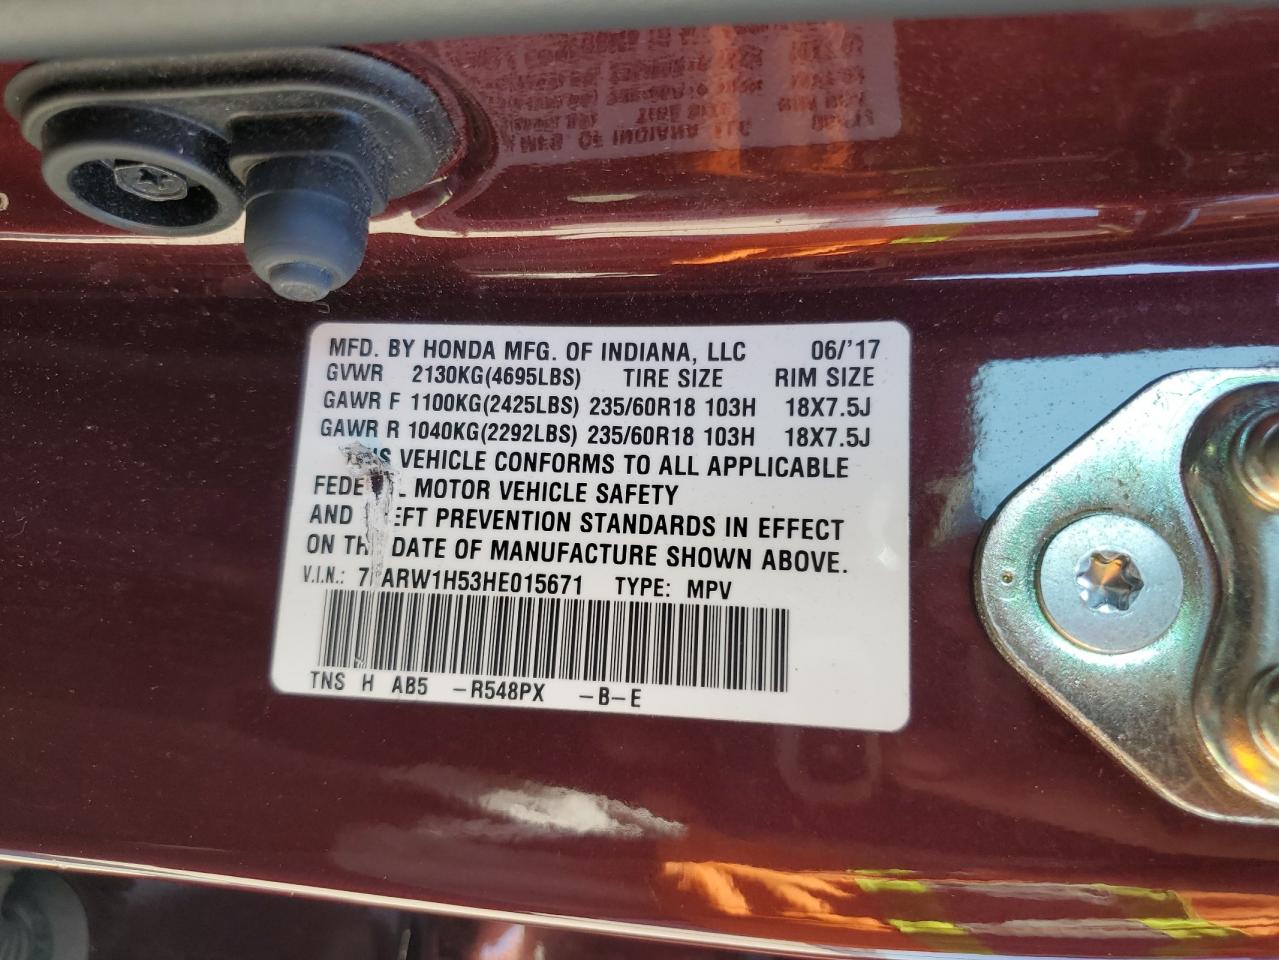 MFD. BY HONDA MFG. OF INDIANA, LLC 06/'17
GVWR 2130KG(4695LBS) TIRE SIZE RIM SIZE
GAWR F 1100KG(2425LBS) 235/60R18 103H 18X7.5J
GAWR R 1040KG(2292LBS) 235/60R18 103H 18X7.5J
VEHICLE CONFORMS TO ALL APPLICABLE
MOTOR VEHICLE SAFETY
AND PREVENTION STANDARDS IN EFFECT
ON DATE OF MANUFACTURE SHOWN ABOVE.
V.I.N.: TYPE: MPV
TNS H AB5 -R548PX -B-E